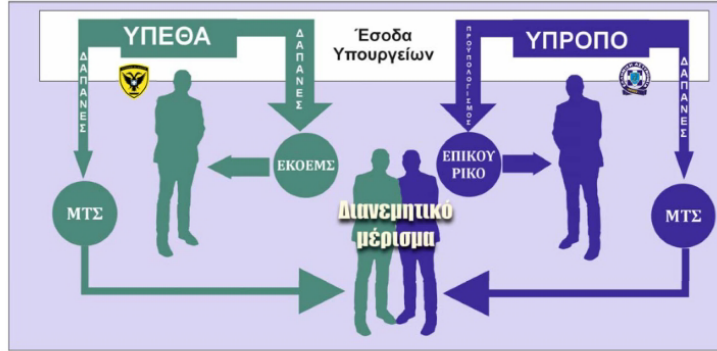 ΥΠΕΘΑ
Έσοδα
Υπουργείων
ΥΠΡΟΠΟ
ΔΑΠΑΝΕΣ
ΔΑΠΑΝΕΣ
ΠΡΟΥΠΟΛΟΓΙΣΜΟΣ
ΔΑΠΑΝΕΣ
ΕΚΟΕΜΣ
ΕΠΙΚΟΥ
ΡΙΚΟ
ΜΤΣ
Διανεμητικό
μέρισμα
ΜΤΣ